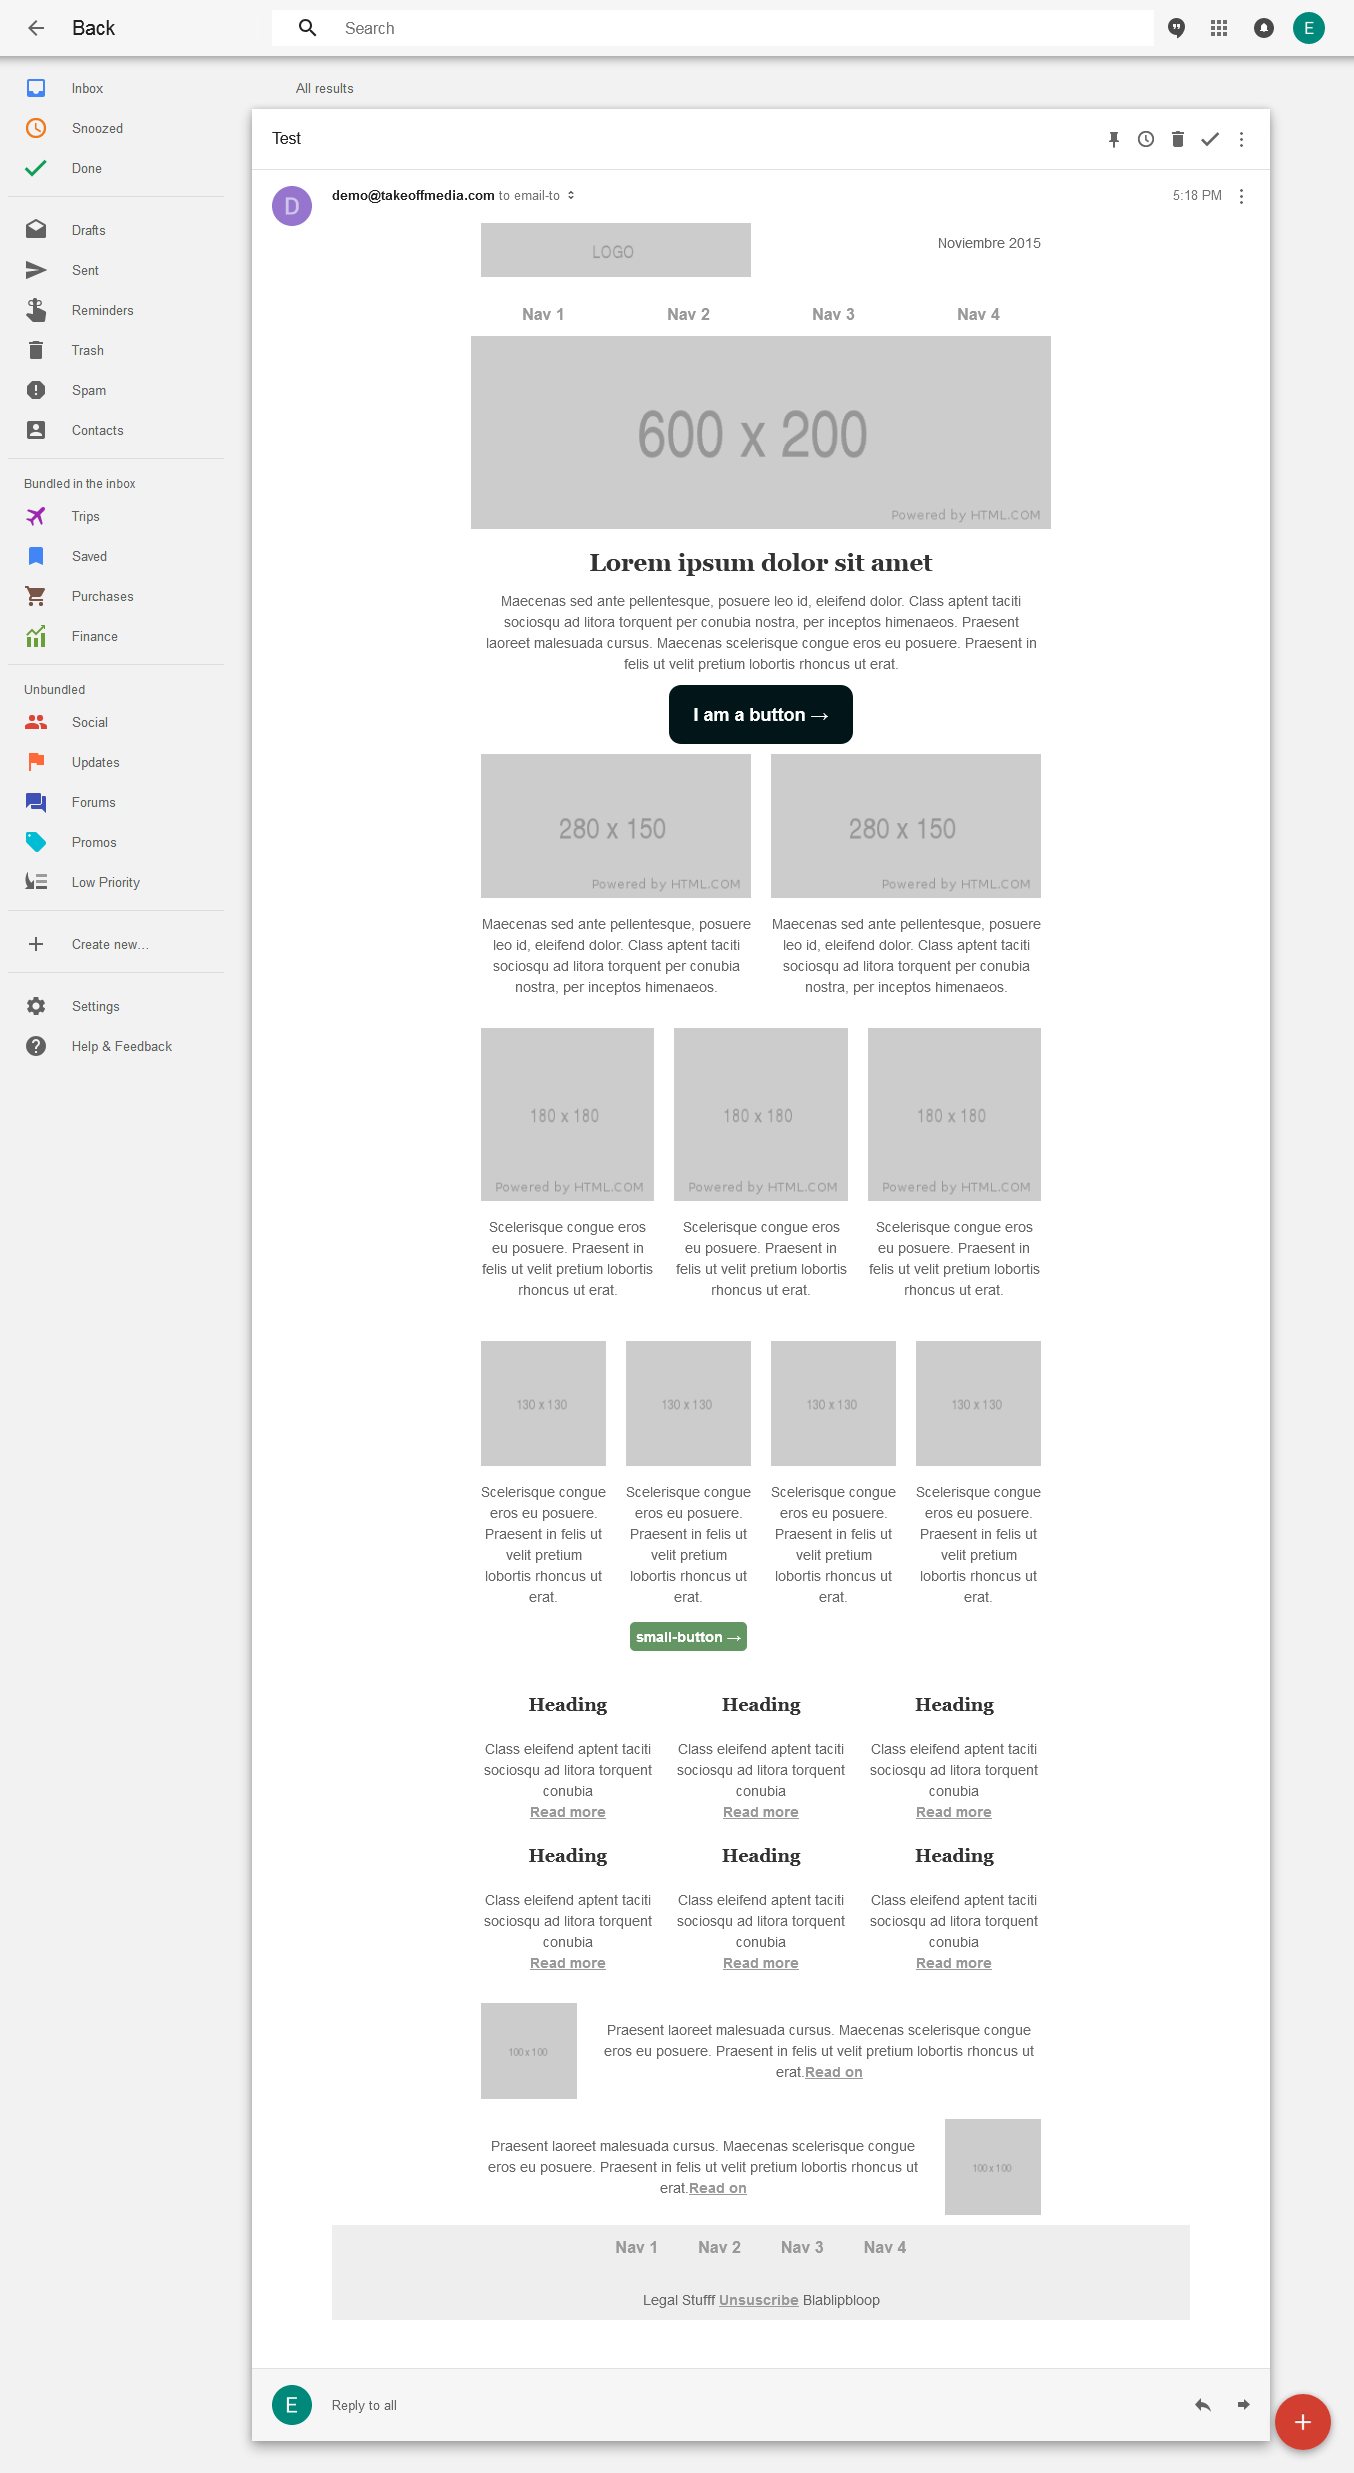 Back
Search
E
Inbox
Snoozed
Done
Drafts
Sent
Reminders
Trash
Spam
Contacts
Bundled in the inbox
Trips
Saved
Purchases
Finance
Unbundled
Social
Updates
Forums
Promos
Low Priority
Create new...
Settings
Help & Feedback
All results
Test
D
demo@takeoffmedia.com to email-to
5:18 PM
LOGO
Noviembre 2015
Nav 1 Nav 2 Nav 3 Nav 4
600 x 200
Powered by HTML.COM
Lorem ipsum dolor sit amet
Maecenas sed ante pellentesque, posuere leo id, eleifend dolor. Class aptent taciti
sociosqu ad litora torquent per conubia nostra, per inceptos himenaeos. Praesent
laoreet malesuada cursus. Maecenas scelerisque congue eros eu posuere. Praesent in
felis ut velit pretium lobortis rhoncus ut erat.
I am a button →
280 x 150
Powered by HTML.COM
Maecenas sed ante pellentesque, posuere
leo id, eleifend dolor. Class aptent taciti
sociosqu ad litora torquent per conubia
nostra, per inceptos himenaeos.
280 x 150
Powered by HTML.COM
Maecenas sed ante pellentesque, posuere
leo id, eleifend dolor. Class aptent taciti
sociosqu ad litora torquent per conubia
nostra, per inceptos himenaeos.
180 x 180
Powered by HTML.COM
Scelerisque congue eros
eu posuere. Praesent in
felis ut velit pretium lobortis
rhoncus ut erat.
180 x 180
Powered by HTML.COM
Scelerisque congue eros
eu posuere. Praesent in
felis ut velit pretium lobortis
rhoncus ut erat.
180 x 180
Powered by HTML.COM
Scelerisque congue eros
eu posuere. Praesent in
felis ut velit pretium lobortis
rhoncus ut erat.
130 x 130
Scelerisque congue
eros eu posuere.
Praesent in felis ut
velit pretium
lobortis rhoncus ut
erat.
130 x 130
Scelerisque congue
eros eu posuere.
Praesent in felis ut
velit pretium
lobortis rhoncus ut
erat.
small-button →
130 x 130
Scelerisque congue
eros eu posuere.
Praesent in felis ut
velit pretium
lobortis rhoncus ut
erat.
130 x 130
Scelerisque congue
eros eu posuere.
Praesent in felis ut
velit pretium
lobortis rhoncus ut
erat.
Heading
Class eleifend aptent taciti
sociosqu ad litora torquent
conubia
Read more
Heading
Class eleifend aptent taciti
sociosqu ad litora torquent
conubia
Read more
Heading
Class eleifend aptent taciti
sociosqu ad litora torquent
conubia
Read more
Heading
Class eleifend aptent taciti
sociosqu ad litora torquent
conubia
Read more
Heading
Class eleifend aptent taciti
sociosqu ad litora torquent
conubia
Read more
Heading
Class eleifend aptent taciti
sociosqu ad litora torquent
conubia
Read more
100 x 100
Praesent laoreet malesuada cursus. Maecenas scelerisque congue
eros eu posuere. Praesent in felis ut velit pretium lobortis rhoncus ut
erat.Read on
Praesent laoreet malesuada cursus. Maecenas scelerisque congue
eros eu posuere. Praesent in felis ut velit pretium lobortis rhoncus ut
erat.Read on
100 x 100
Nav 1 Nav 2 Nav 3 Nav 4
Legal Stufff Unsuscribe Blablipbloop
E
Reply to all